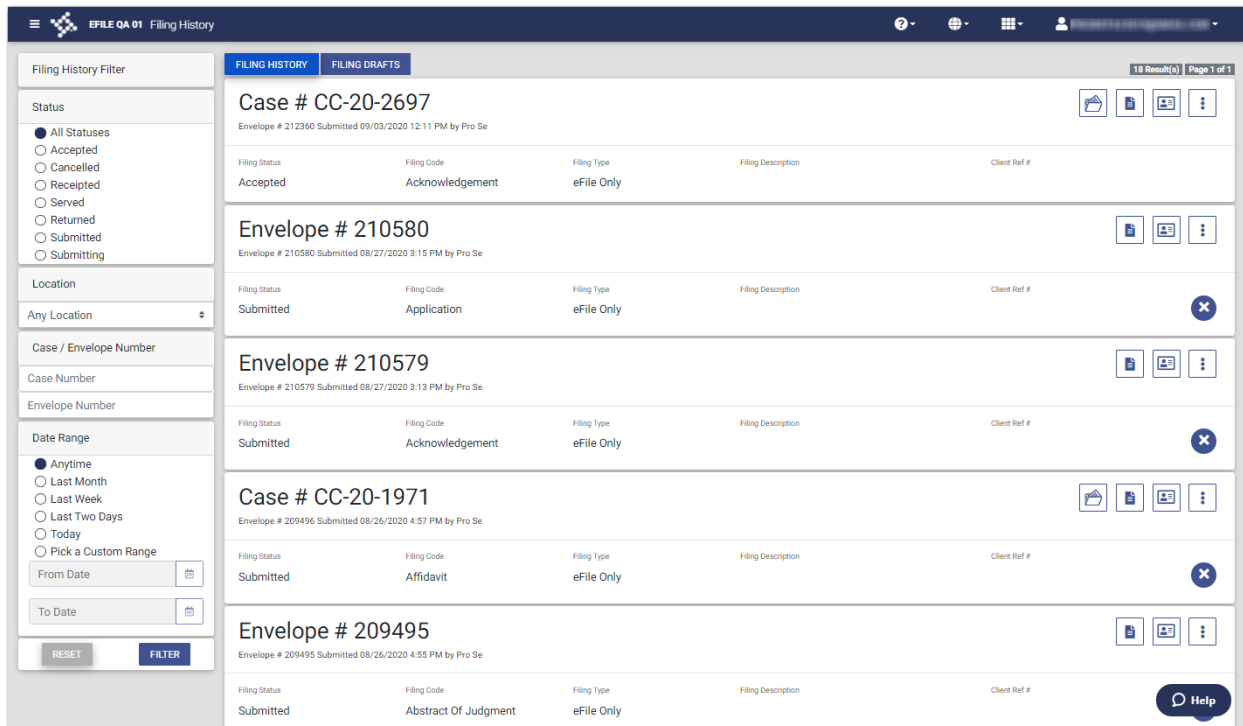 EFILE QA 01 Filing History
Filing History Filter
Status
All Statuses
Accepted
Cancelled
Receipted
Served
Returned
Submitted
Submitting
Location
Any Location
Case / Envelope Number
Case Number
Envelope Number
Date Range
Anytime
Last Month
Last Week
Last Two Days
Today
Pick a Custom Range
From Date
To Date
RESET FILTER
FILING HISTORY FILING DRAFTS
18 Result(s) Page 1 of 1
Case # CC-20-2697
Envelope # 212360 Submitted 09/03/2020 12:11 PM by Pro Se
Filing Status Filing Code Filing Type Filing Description Client Ref #
Accepted Acknowledgement eFile Only
Envelope # 210580
Envelope # 210580 Submitted 08/27/2020 3:15 PM by Pro Se
Filing Status Filing Code Filing Type Filing Description Client Ref #
Submitted Application eFile Only
Envelope # 210579
Envelope # 210579 Submitted 08/27/2020 3:13 PM by Pro Se
Filing Status Filing Code Filing Type Filing Description Client Ref #
Submitted Acknowledgement eFile Only
Case # CC-20-1971
Envelope # 209496 Submitted 08/26/2020 4:57 PM by Pro Se
Filing Status Filing Code Filing Type Filing Description Client Ref #
Submitted Affidavit eFile Only
Envelope # 209495
Envelope # 209495 Submitted 08/26/2020 4:55 PM by Pro Se
Filing Status Filing Code Filing Type Filing Description Client Ref #
Submitted Abstract Of Judgment eFile Only
Help